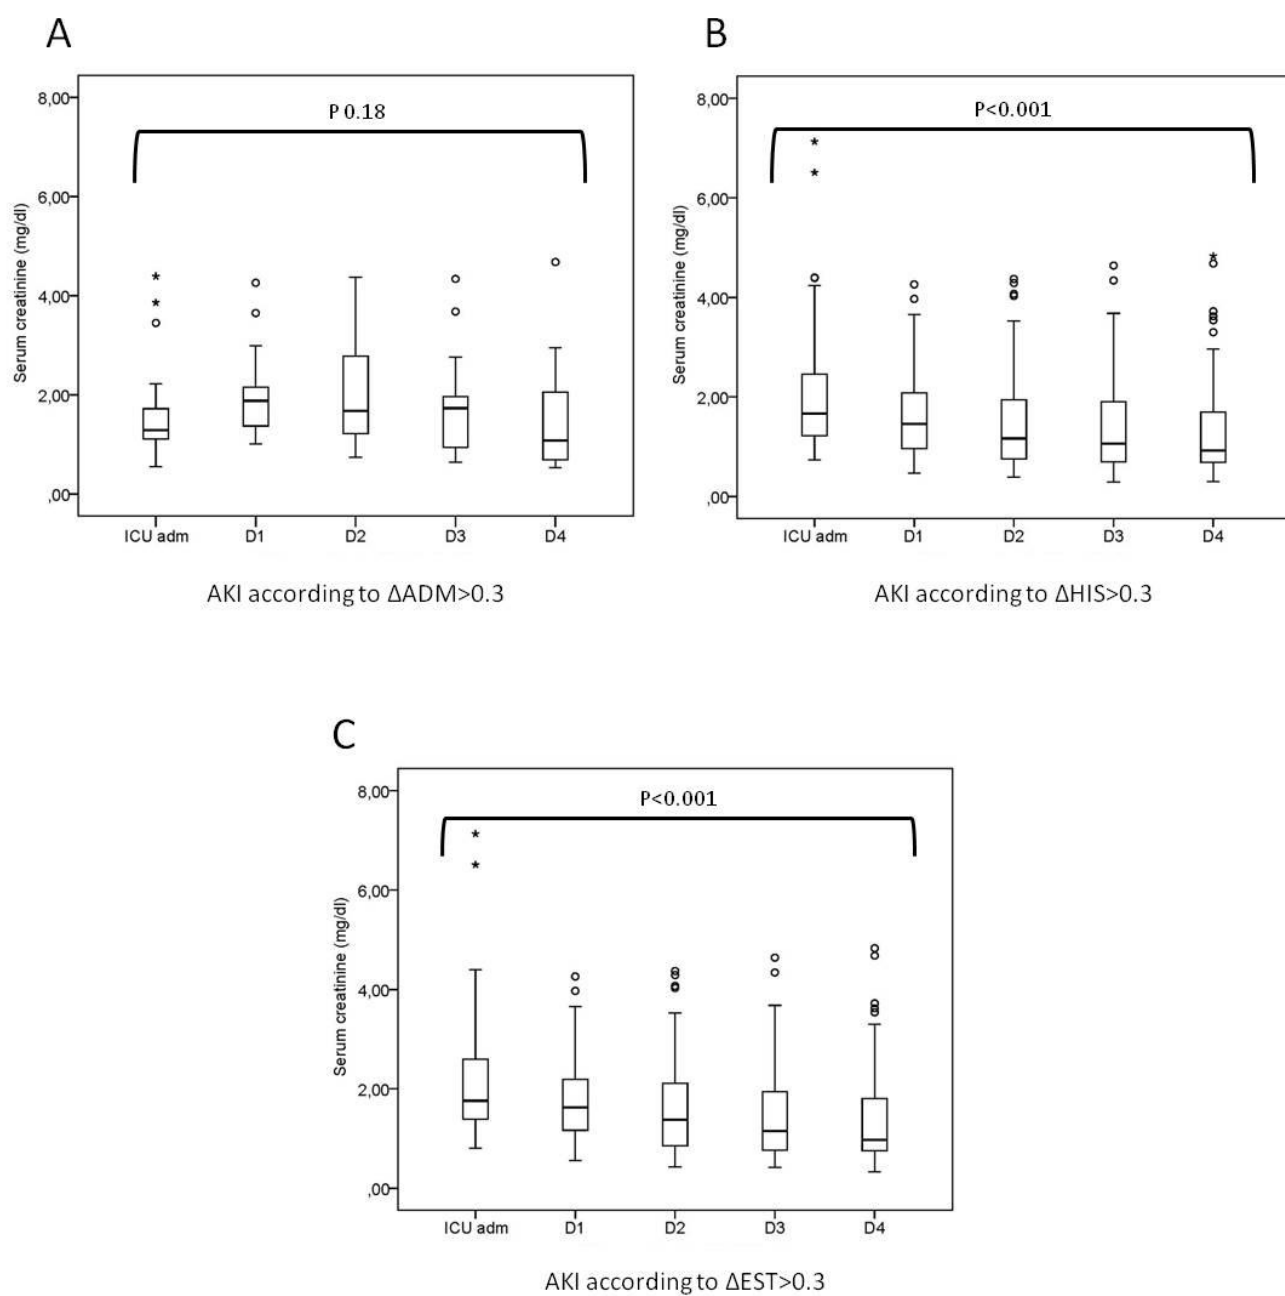 A
P 0.18
8,00
6,00
4,00
2,00
,00
Serum creatinine (mg/dl)
ICU adm D1 D2 D3 D4
AKI according to ΔADM>0.3
B
P<0.001
8,00
6,00
4,00
2,00
,00
Serum creatinine (mg/dl)
ICU adm D1 D2 D3 D4
AKI according to ΔHIS>0.3
C
P<0.001
8,00
6,00
4,00
2,00
,00
Serum creatinine (mg/dl)
ICU adm D1 D2 D3 D4
AKI according to ΔEST>0.3